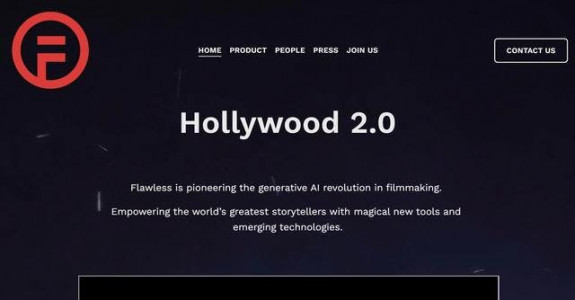 F
HOME PRODUCT PEOPLE PRESS JOIN US
CONTACT US
Hollywood 2.0
Flawless is pioneering the generative AI revolution in filmmaking.
Empowering the world's greatest storytellers with magical new tools and
emerging technologies.